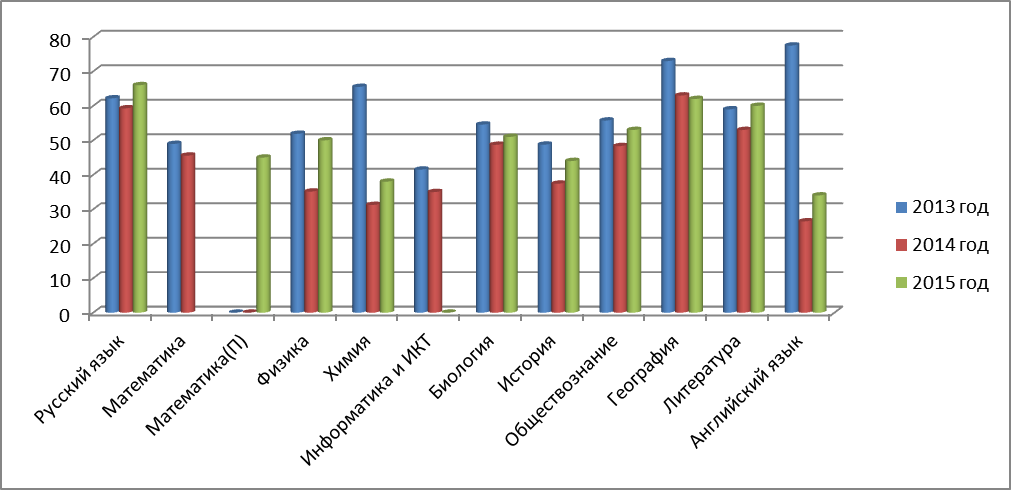 80
70
60
50
40
30
20
10
0
Русский язык
Математика
Математика(П)
Физика
Химия
Информатика и ИКТ
Биология
История
Обществознание
География
Литература
Английский язык
2013 год
2014 год
2015 год